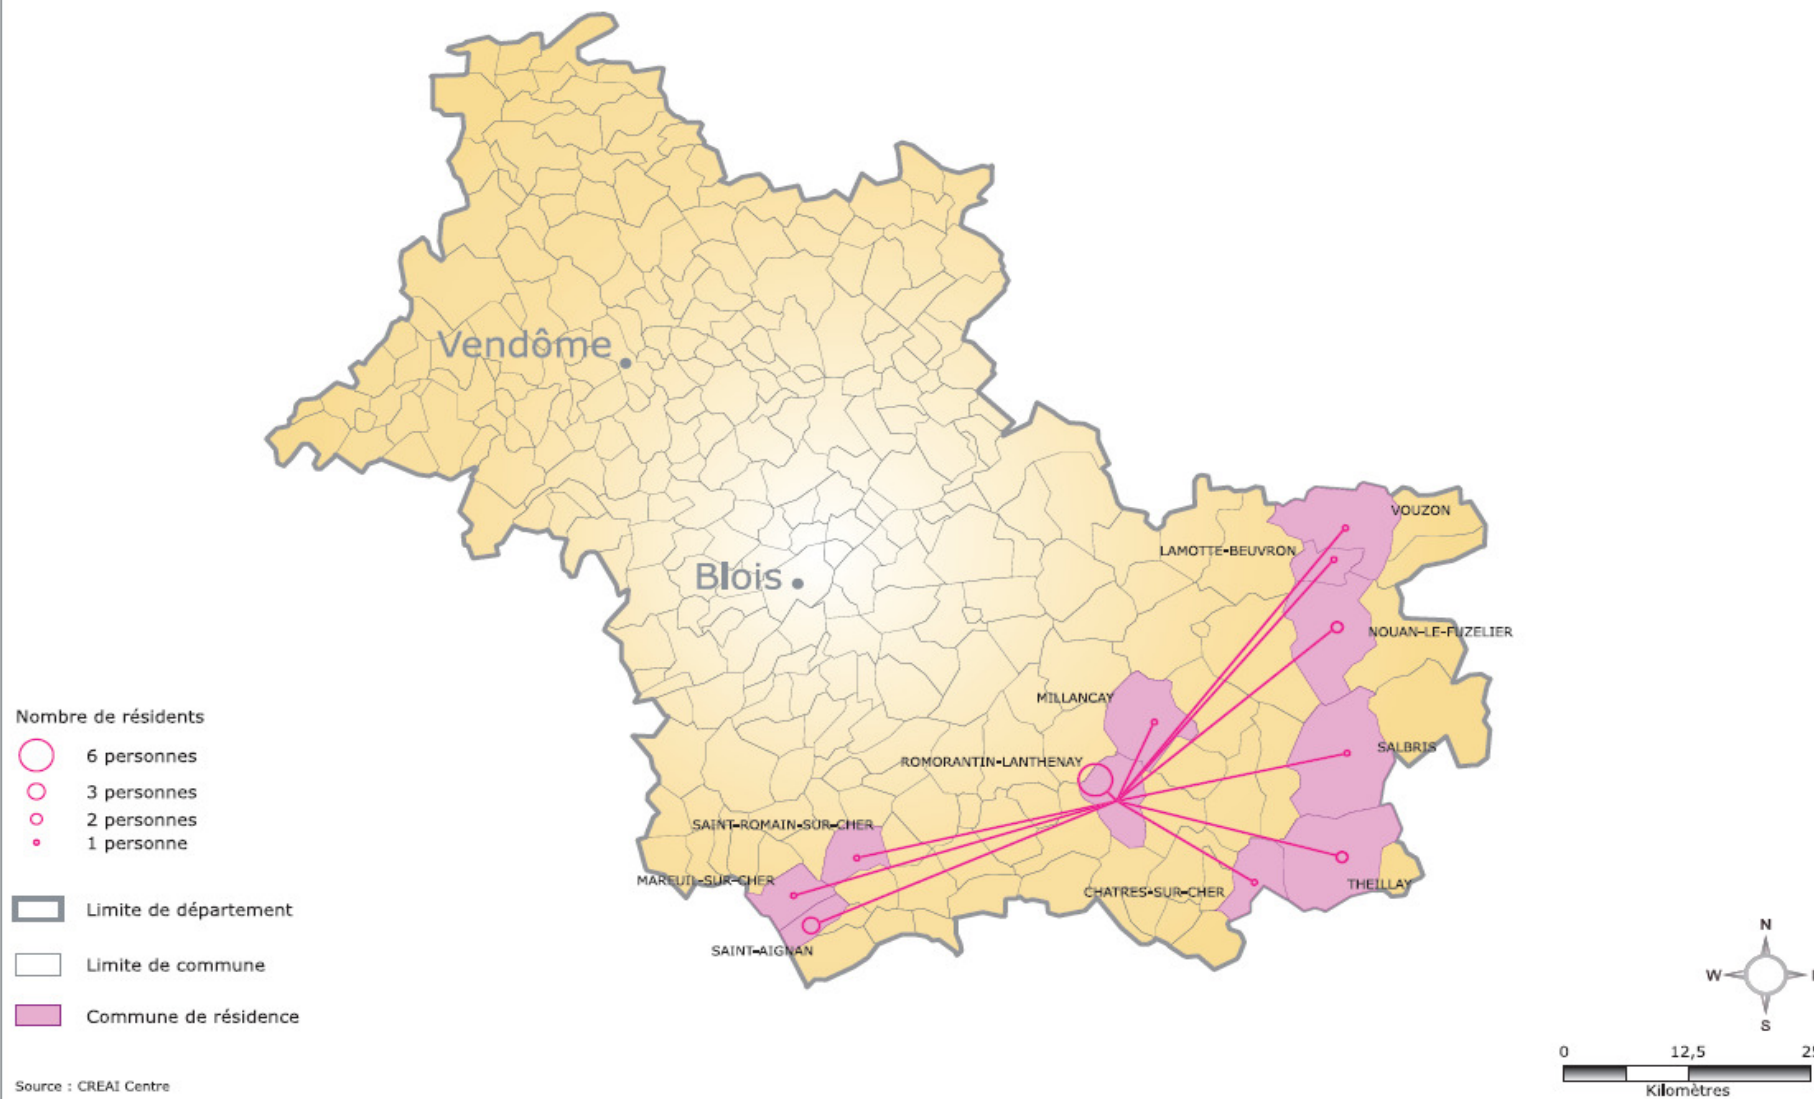 Vendôme
VOUZON
LAMOTTE-BEUVRON
Blois
NOUAN-LE-FUZELIER
MILLANCAY
SALBRIS
ROMORANTIN-LANTHENAY
SAINT-ROMAIN-SUR-CHER
MAREUIL-SUR-CHER
THEILLAY
CHATRES-SUR-CHER
SAINT-AIGNAN
Nombre de résidents
6 personnes
3 personnes
2 personnes
1 personne
Limite de département
Limite de commune
Commune de résidence
Source : CREAI Centre
N
W
S
0 12,5
Kilomètres